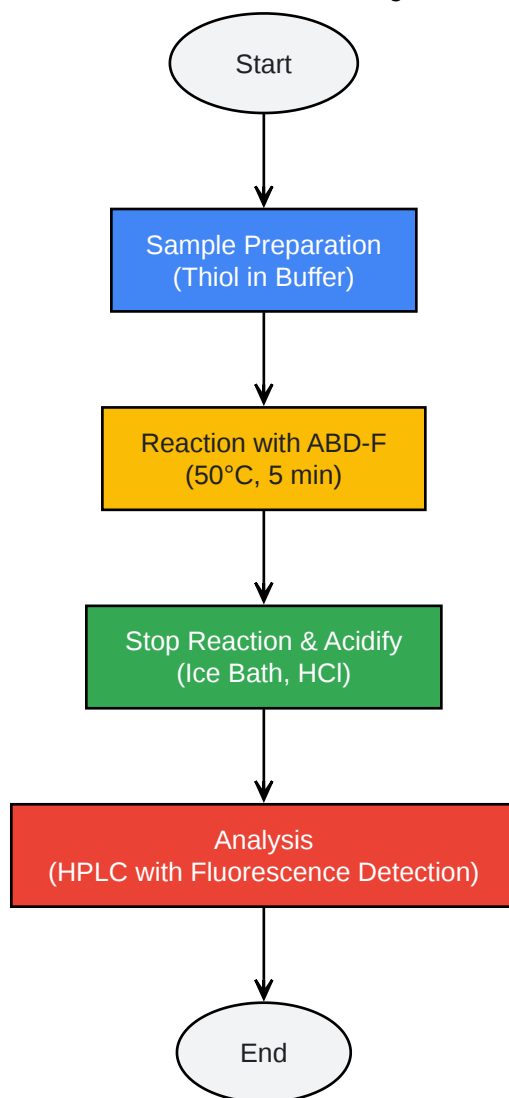 Start
Sample Preparation
(Thiol in Buffer)
Reaction with ABD-F
(50°C, 5 min)
Stop Reaction & Acidify
(Ice Bath, HCl)
Analysis
(HPLC with Fluorescence Detection)
End